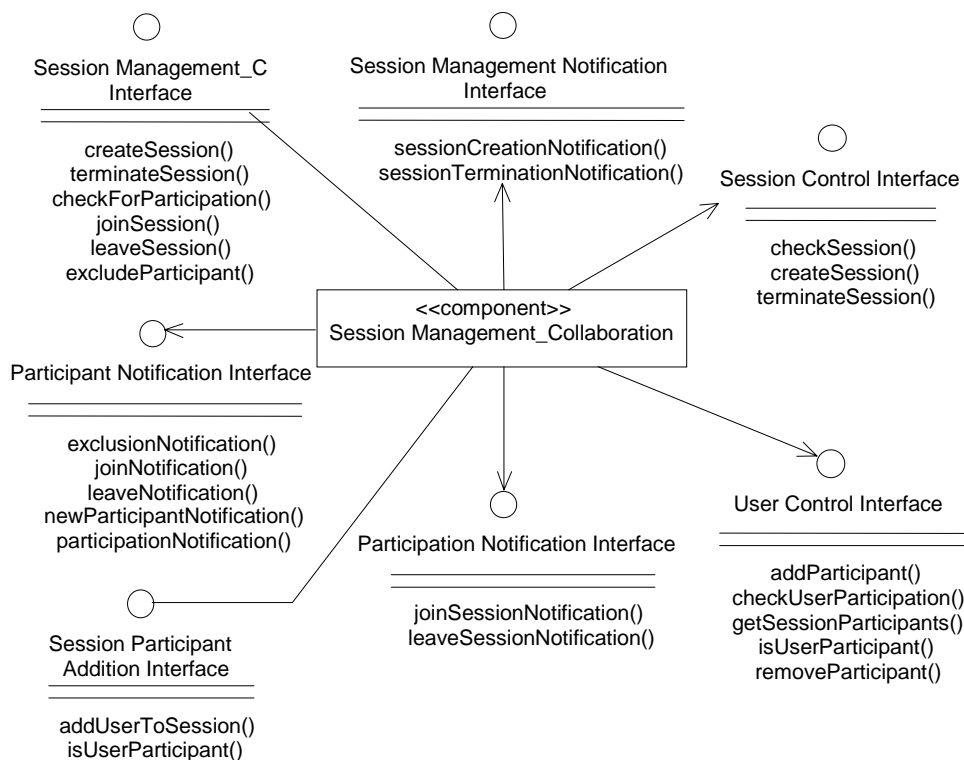 Session Management_C
Interface
createSession()
terminateSession()
checkForParticipation()
joinSession()
leaveSession()
excludeParticipant()
Session Management Notification
Interface
sessionCreationNotification()
sessionTerminationNotification()
Session Control Interface
checkSession()
createSession()
terminateSession()
<<component>>
Session Management_Collaboration
Participant Notification Interface
exclusionNotification()
joinNotification()
leaveNotification()
newParticipantNotification()
participationNotification()
Participation Notification Interface
joinSessionNotification()
leaveSessionNotification()
User Control Interface
addParticipant()
checkUserParticipation()
getSessionParticipants()
isUserParticipant()
removeParticipant()
Session Participant
Addition Interface
addUserToSession()
isUserParticipant()